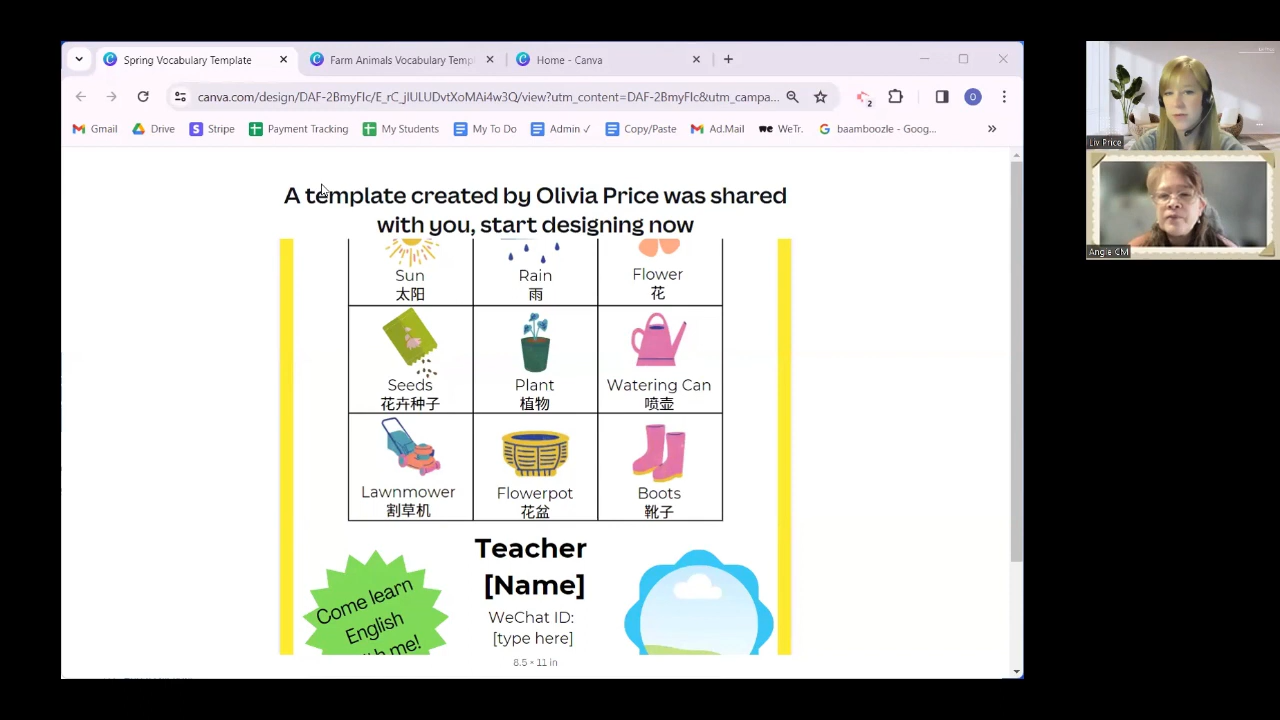 Spring Vocabulary Template
Farm Animals Vocabulary Temp
Home - Canva
canva.com/design/DAF-2BmyFIc/E_rC_jIULUDvtXoMAi4w3Q/view?utm_content=DAF-2BmyFIc&utm_campa...
2
O
Gmail
Drive
Stripe
Payment Tracking
My Students
My To Do
Admin ✓
Copy/Paste
Ad.Mail
WeTr.
baamboozle - Goog...
A template created by Olivia Price was shared
with you, start designing now
Sun
太阳
Rain
雨
Flower
花
Seeds
花卉种子
Plant
植物
Watering Can
喷壶
Lawnmower
割草机
Flowerpot
花盆
Boots
靴子
Come learn
English
Teacher
[Name]
WeChat ID:
[type here]
8.5 × 11 in
Liv Price
Angie CM